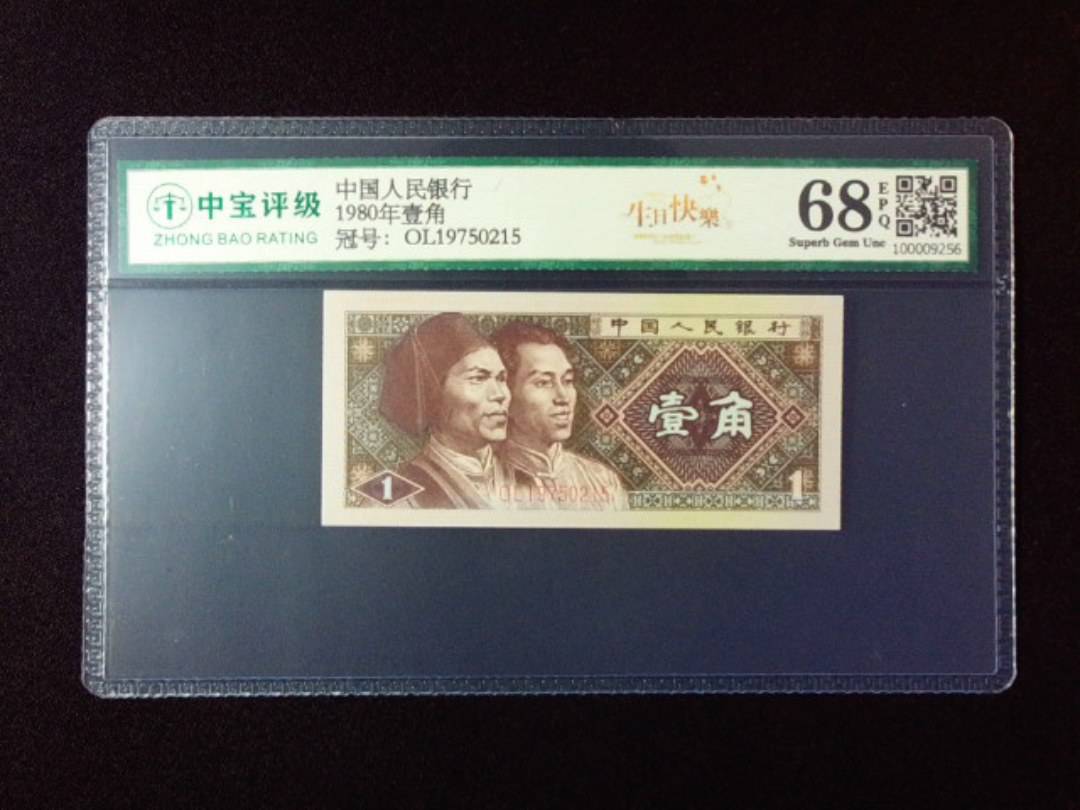 中宝评级
ZHONG BAO RATING
中国人民银行
1980年壹角
冠号: OL19750215
生日快樂
68
EPQ
Superb Gem Unc
100009256
中国人民银行
壹角
1
OL19750215
1